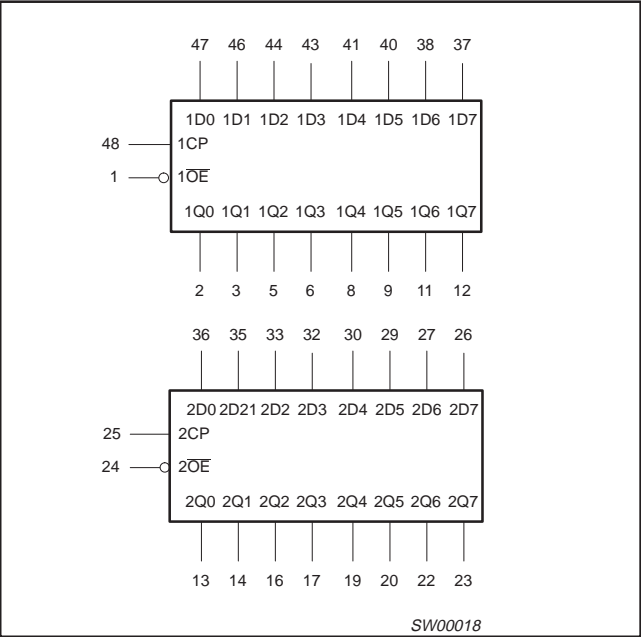 47 46 44 43 41 40 38 37
1D0 1D1 1D2 1D3 1D4 1D5 1D6 1D7
48 1CP
1 1O̅E̅
1Q0 1Q1 1Q2 1Q3 1Q4 1Q5 1Q6 1Q7
2 3 5 6 8 9 11 12
36 35 33 32 30 29 27 26
2D0 2D21 2D2 2D3 2D4 2D5 2D6 2D7
25 2CP
24 2O̅E̅
2Q0 2Q1 2Q2 2Q3 2Q4 2Q5 2Q6 2Q7
13 14 16 17 19 20 22 23
SW00018